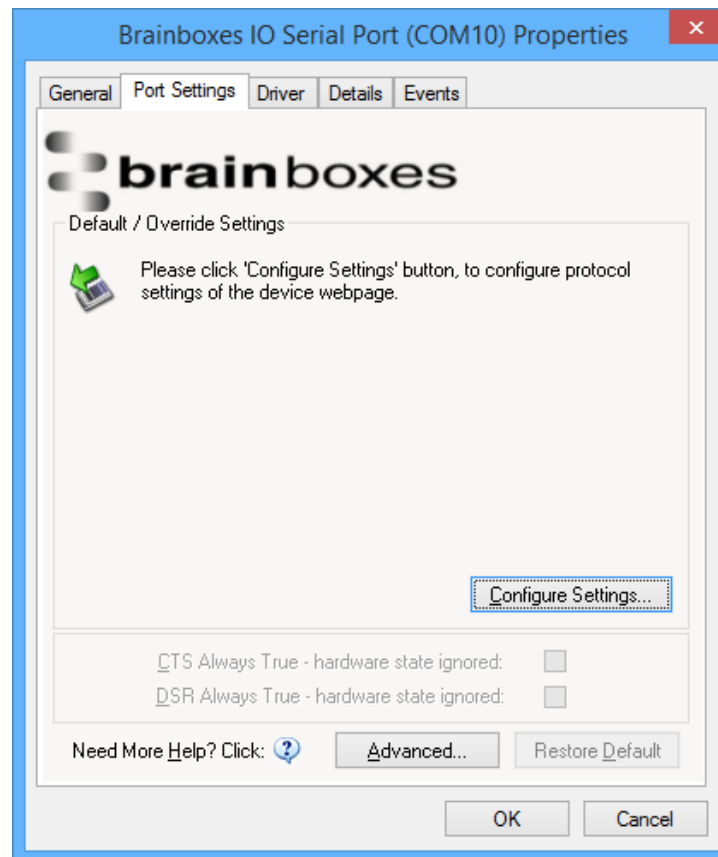 Brainboxes IO Serial Port (COM10) Properties
General Port Settings Driver Details Events
brainboxes
Default / Override Settings
Please click 'Configure Settings' button, to configure protocol
settings of the device webpage.
Configure Settings...
CTS Always True - hardware state ignored:
DSR Always True - hardware state ignored:
Need More Help? Click: Advanced... Restore Default
OK Cancel